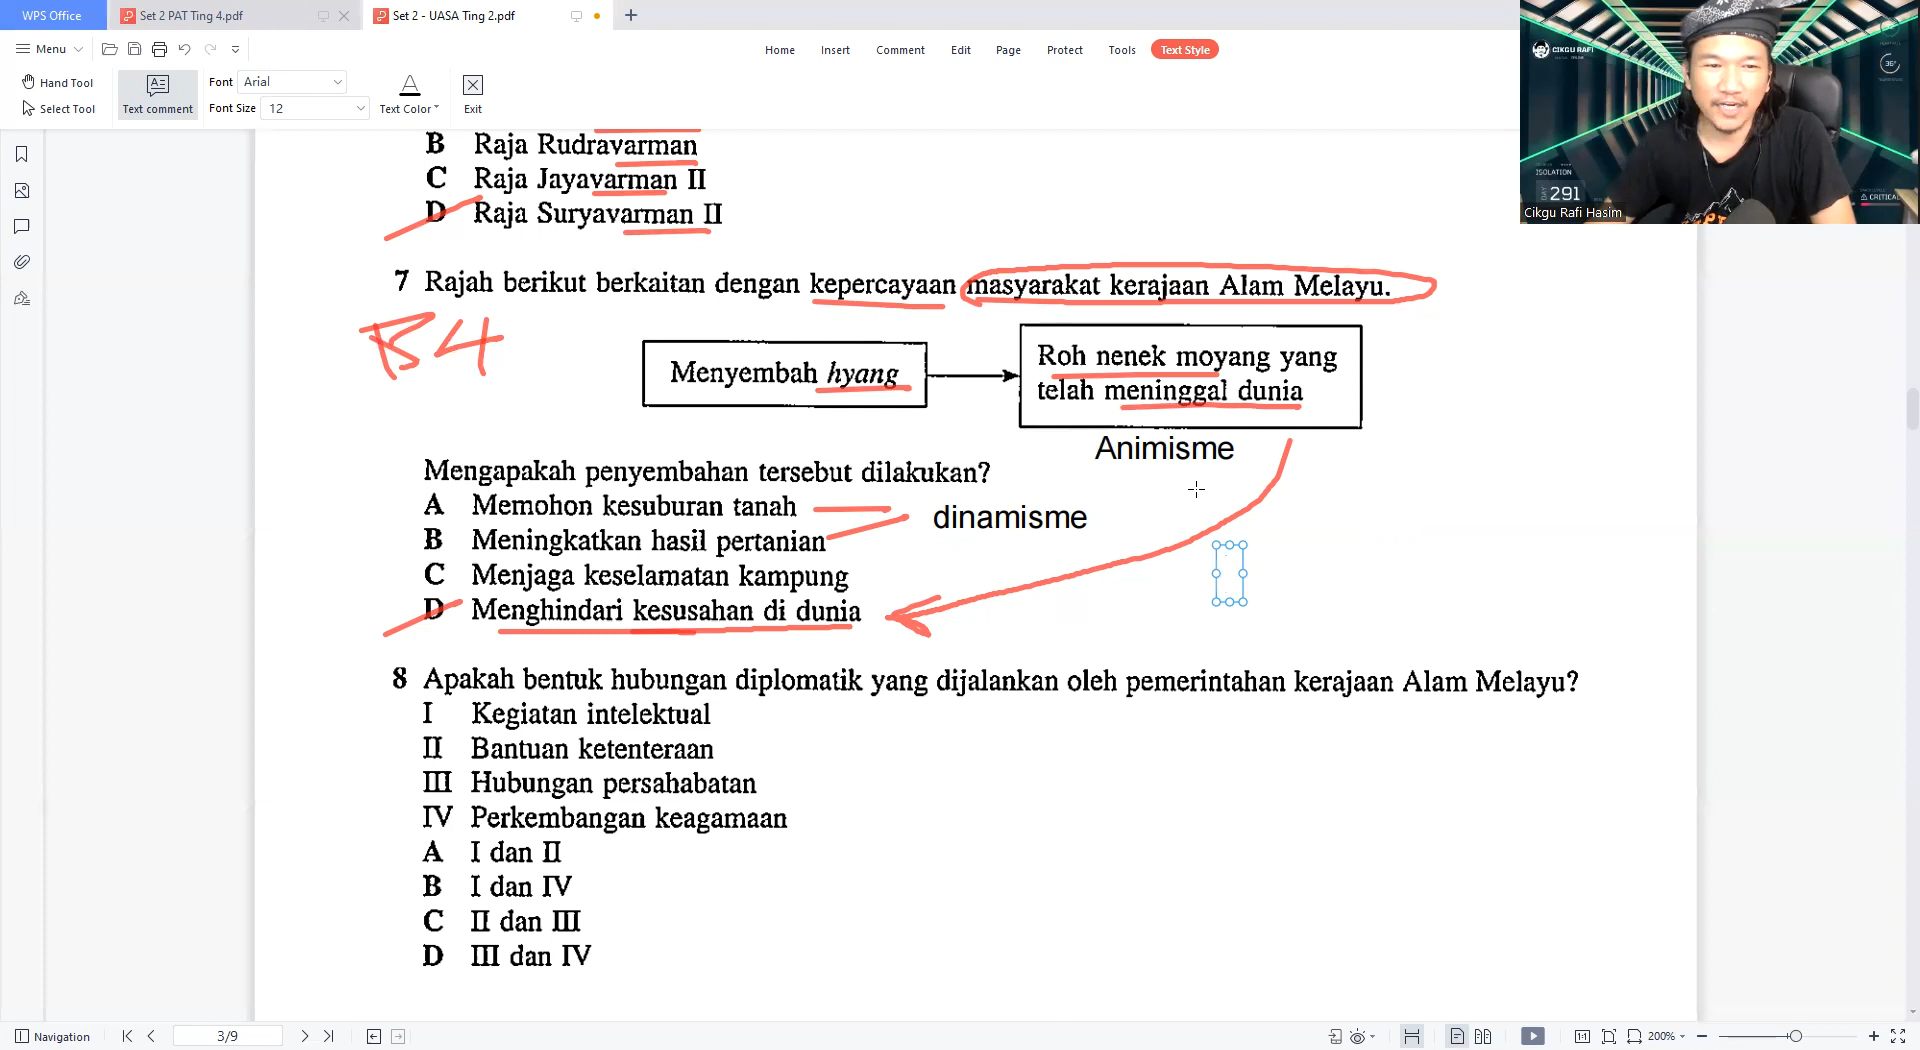 WPS Office
Set 2 PAT Ting 4.pdf
Set 2 - UASA Ting 2.pdf
Menu
Home Insert Comment Edit Page Protect Tools Text Style
Hand Tool
Select Tool
Text comment
Font Arial
Font Size 12
Text Color
Exit
CIKGU RAFI
36°
ISOLATION
DAY 291
CRITICAL
Cikgu Rafi Hasim
B Raja Rudravarman
C Raja Jayavarman II
D Raja Suryavarman II
7 Rajah berikut berkaitan dengan kepercayaan masyarakat kerajaan Alam Melayu.
B4
Menyembah hyang
Roh nenek moyang yang
telah meninggal dunia
Animisme
Mengapakah penyembahan tersebut dilakukan?
A Memohon kesuburan tanah
dinamisme
B Meningkatkan hasil pertanian
C Menjaga keselamatan kampung
D Menghindari kesusahan di dunia
8 Apakah bentuk hubungan diplomatik yang dijalankan oleh pemerintahan kerajaan Alam Melayu?
I Kegiatan intelektual
II Bantuan ketenteraan
III Hubungan persahabatan
IV Perkembangan keagamaan
A I dan II
B I dan IV
C II dan III
D III dan IV
Navigation
3/9
200%